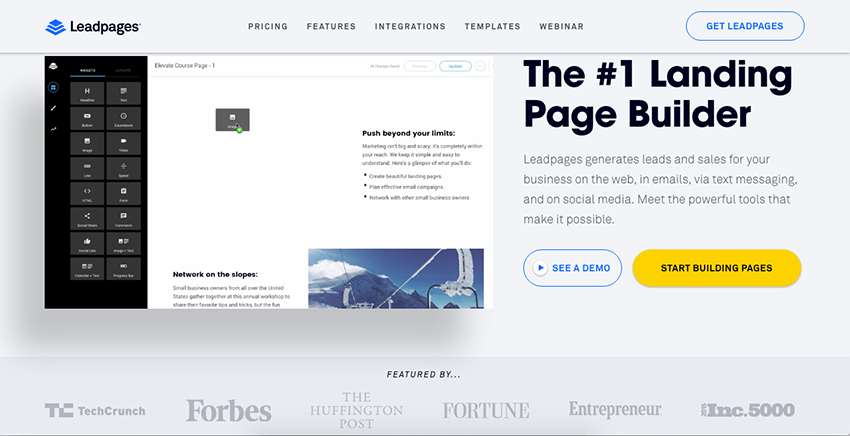 Leadpages
PRICING
FEATURES
INTEGRATIONS
TEMPLATES
WEBINAR
GET LEADPAGES
WIDGETS
LAYOUTS
Headline
Text
Button
Countdown
Image
Video
Line
Space
HTML
Form
Social Share
Social Like
Image + Text
Calendar + Text
Progress Bar
Elevate Course Page - 1
All Changes Saved
Preview
Update
Image
Push beyond your limits:
Marketing isn't big and scary; it's completely within
your reach. We keep it simple and easy to
understand. Here's a glimpse of what you'll do:
• Create beautiful landing pages.
• Plan effective email campaigns.
• Network with other small business owners
Network on the slopes:
Small business owners from all over the United
States gather together at this annual workshop to
share their favorite tips and tricks, but the fun
The #1 Landing
Page Builder
Leadpages generates leads and sales for your
business on the web, in emails, via text messaging,
and on social media. Meet the powerful tools that
make it possible.
SEE A DEMO
START BUILDING PAGES
FEATURED BY...
TC TechCrunch
Forbes
THE
HUFFINGTON
POST
FORTUNE
Entrepreneur
Inc.5000